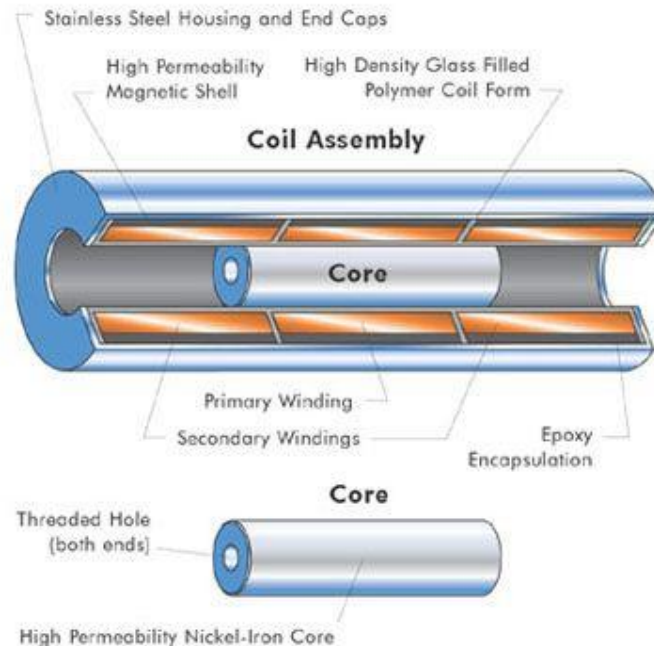 Stainless Steel Housing and End Caps
High Permeability
Magnetic Shell
High Density Glass Filled
Polymer Coil Form
Coil Assembly
Core
Primary Winding
Secondary Windings
Epoxy
Encapsulation
Core
Threaded Hole
(both ends)
High Permeability Nickel-Iron Core